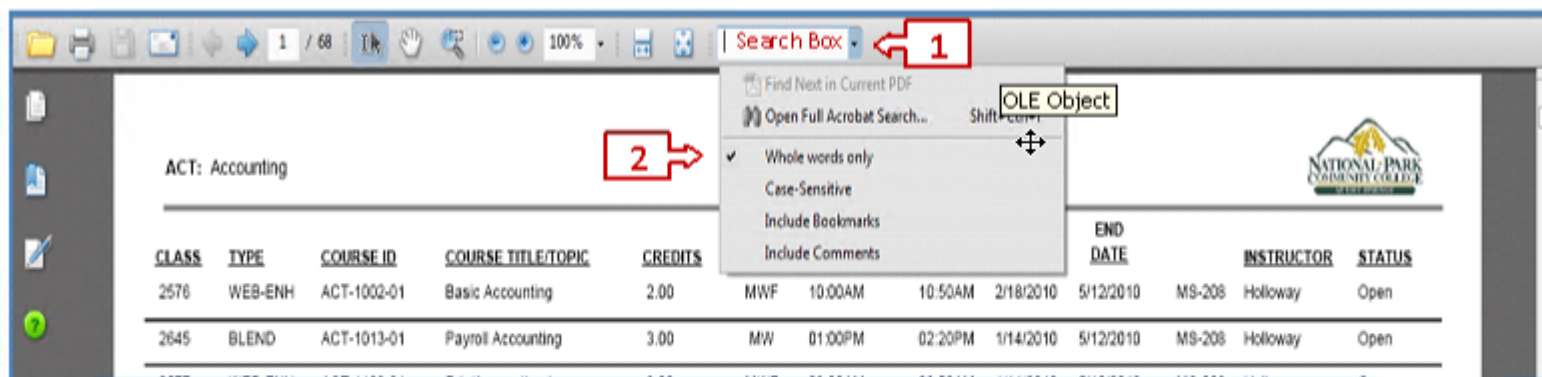 1 / 68 100% Search Box 1
Find Next in Current PDF
OLE Object
Open Full Acrobat Search...
2
Whole words only
ACT: Accounting
NATIONAL PARK
COMMUNITY COLLEGE
Case-Sensitive
Include Bookmarks
Include Comments
END
DATE
CLASS TYPE COURSE ID COURSE TITLE/TOPIC CREDITS INSTRUCTOR STATUS
2576 WEB-ENH ACT-1002-01 Basic Accounting 2.00 MWF 10:00AM 10:50AM 2/18/2010 5/12/2010 MS-208 Holloway Open
2645 BLEND ACT-1013-01 Payroll Accounting 3.00 MW 01:00PM 02:20PM 1/14/2010 5/12/2010 MS-208 Holloway Open